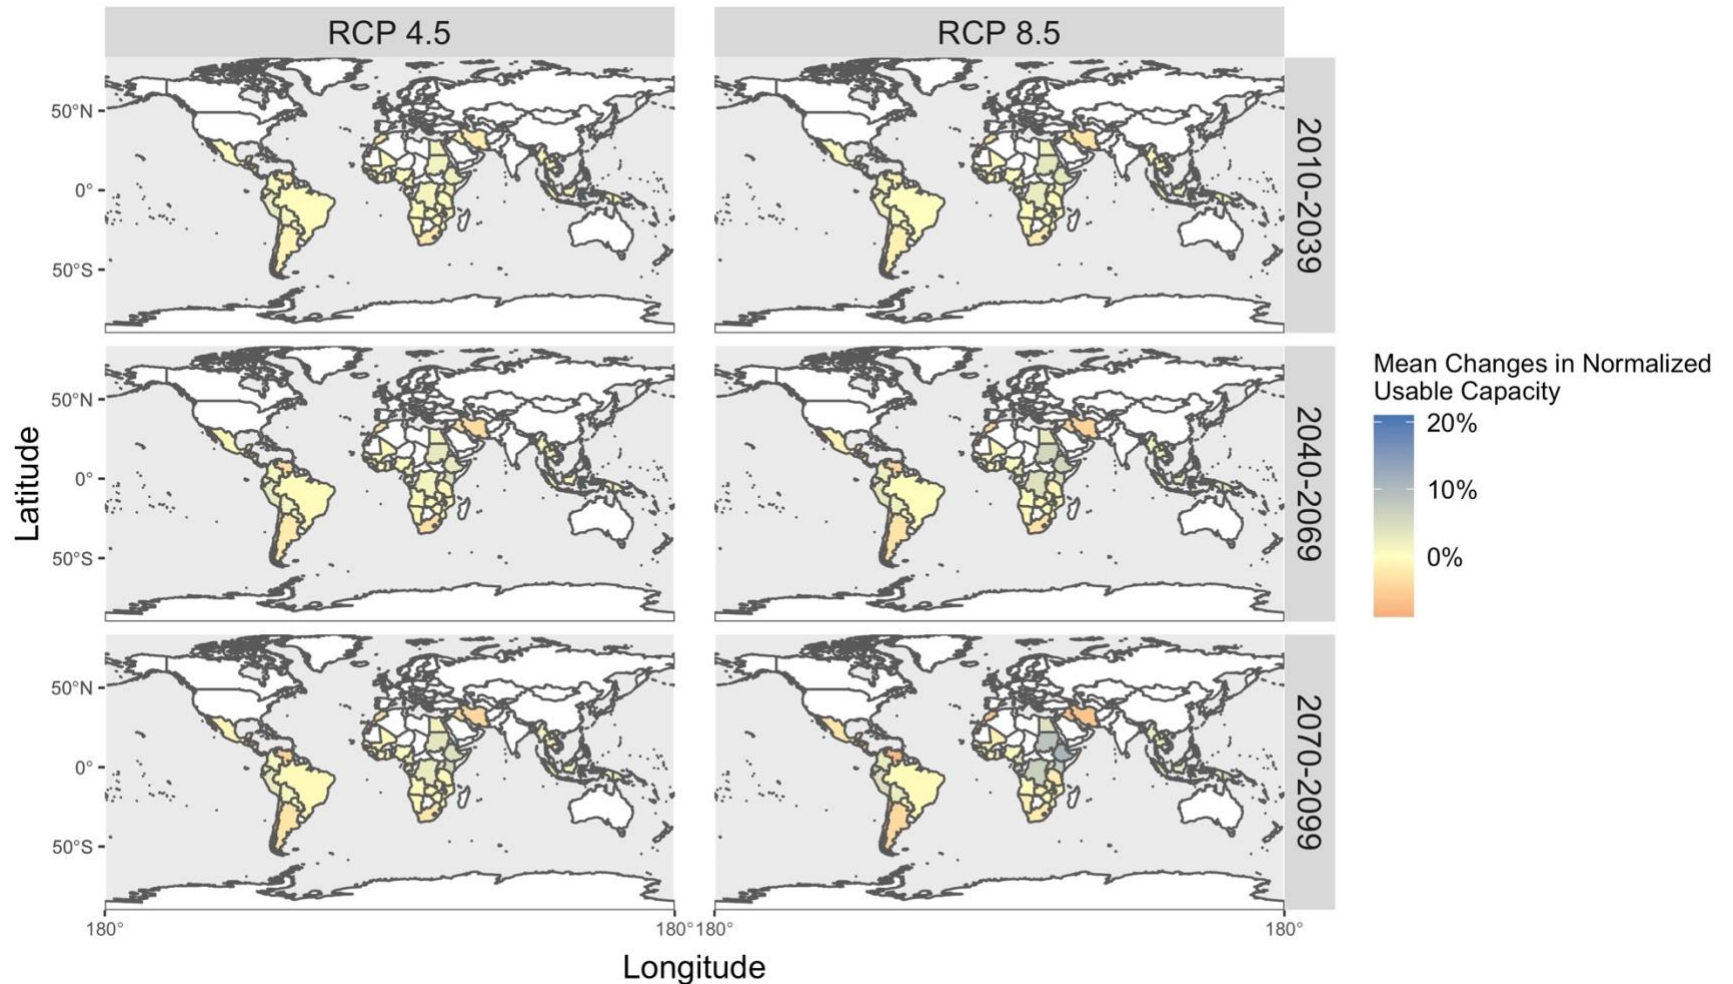 RCP 4.5
RCP 8.5
50°N
0°
50°S
2010-2039
50°N
0°
50°S
2040-2069
50°N
0°
50°S
2070-2099
180°
180°
180°
180°
Latitude
Longitude
Mean Changes in Normalized
Usable Capacity
20%
10%
0%